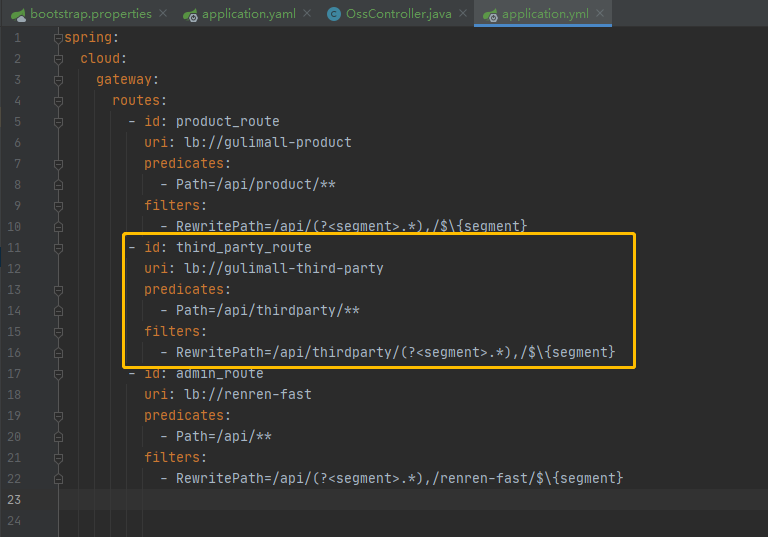 bootstrap.properties application.yaml OssController.java application.yml
1 spring:
2 cloud:
3 gateway:
4 routes:
5 - id: product_route
6 uri: lb://gulimall-product
7 predicates:
8 - Path=/api/product/**
9 filters:
10 - RewritePath=/api/(?<segment>.*),/$\{segment}
11 - id: third_party_route
12 uri: lb://gulimall-third-party
13 predicates:
14 - Path=/api/thirdparty/**
15 filters:
16 - RewritePath=/api/thirdparty/(?<segment>.*),/$\{segment}
17 - id: admin_route
18 uri: lb://renren-fast
19 predicates:
20 - Path=/api/**
21 filters:
22 - RewritePath=/api/(?<segment>.*),/renren-fast/$\{segment}
23
24